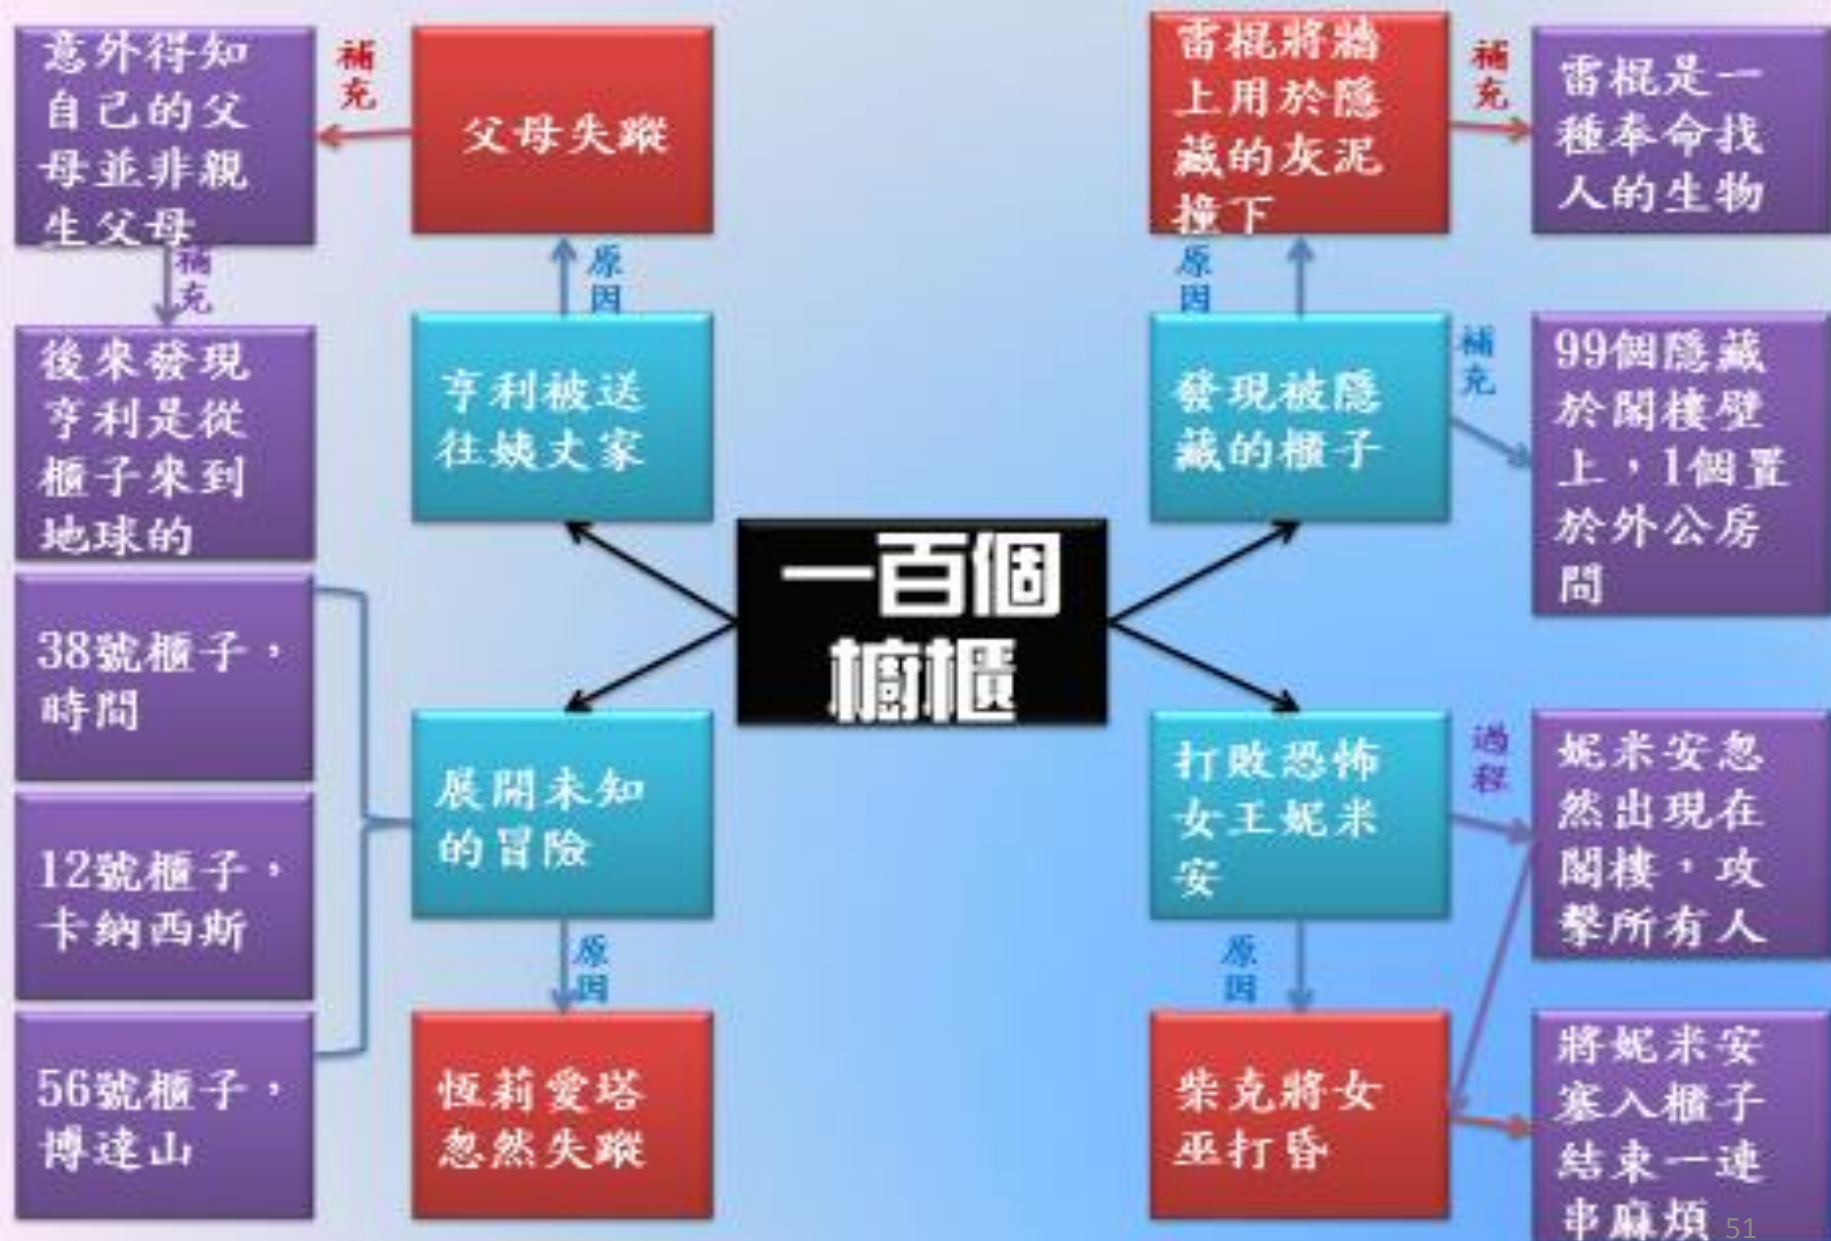 意外得知
自己的父
母並非親
生父母
補
充
父母失蹤
雷棍將牆
上用於隱
藏的灰泥
撞下
補
充
雷棍是一
種奉命找
人的生物
補
充
原
因
原
因
後來發現
亨利是從
櫃子來到
地球的
亨利被送
往姨丈家
發現被隱
藏的櫃子
補
充
99個隱藏
於閣樓壁
上，1個置
於外公房
間
一百個
櫥櫃
38號櫃子，
時間
12號櫃子，
卡納西斯
56號櫃子，
博達山
展開未知
的冒險
原
因
恆莉愛塔
忽然失蹤
打敗恐怖
女王妮米
安
過
程
妮米安忽
然出現在
閣樓，攻
擊所有人
原
因
柴克將女
巫打昏
將妮米安
塞入櫃子
結束一連
串麻煩
51